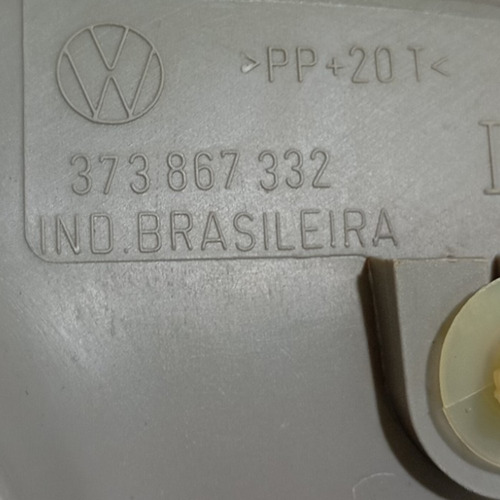 >PP+20T<
373 867 332
IND.BRASILEIRA